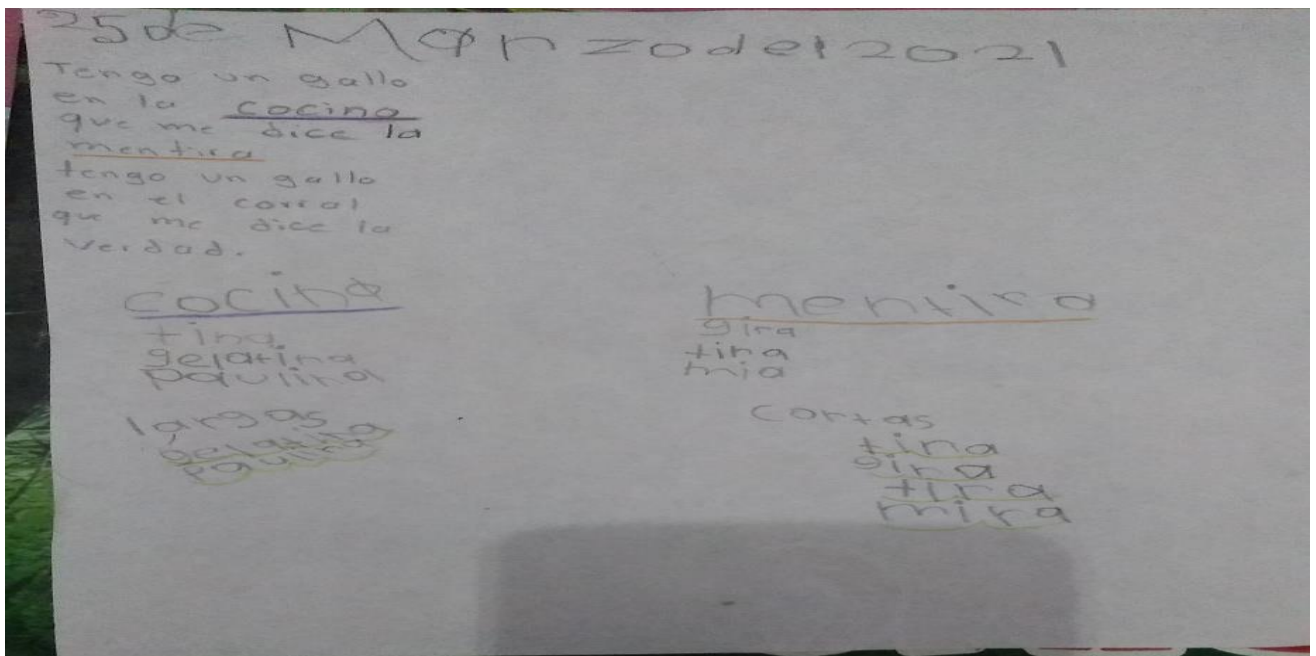 25 de Manzo del 2021
Tengo un gallo
en la cocina
que me dice la
mentira
tengo un gallo
en el corral
que me dice la
verdad.
cocina
tina
gelatina
paulina
largas
gelatina
paulina
mentira
gira
tira
mia
cortas
tina
gira
tira
mira